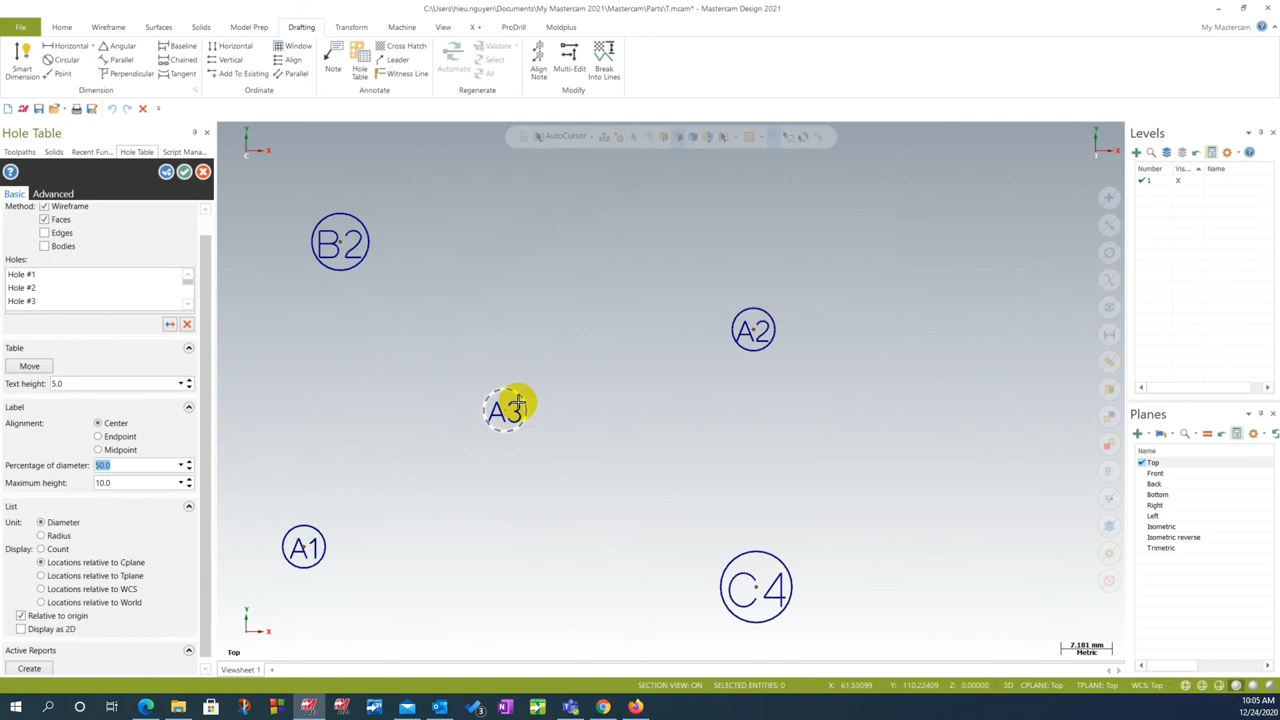 C:\Users\hieu.nguyen\Documents\My Mastercam 2021\Mastercam\Parts\T.mcam* - Mastercam Design 2021
File Home Wireframe Surfaces Solids Model Prep Drafting Transform Machine View X + ProDrill Moldplus My Mastercam
Smart Dimension
Horizontal Angular Baseline
Circular Parallel Chained
Point Perpendicular Tangent
Dimension
Horizontal Window
Vertical Align
Add To Existing Parallel
Ordinate
Note
Hole Table
Cross Hatch
Leader
Witness Line
Annotate
Automatic
Validate
Select
All
Regenerate
Align Note
Multi-Edit
Break Into Lines
Modify
Hole Table
Toolpaths Solids Recent Fun... Hole Table Script Mana...
Basic Advanced
Method: Wireframe
Faces
Edges
Bodies
Holes:
Hole #1
Hole #2
Hole #3
Table
Move
Text height: 5.0
Label
Alignment: Center
Endpoint
Midpoint
Percentage of diameter: 50.0
Maximum height: 10.0
List
Unit: Diameter
Radius
Display: Count
Locations relative to Cplane
Locations relative to Tplane
Locations relative to WCS
Locations relative to World
Relative to origin
Display as 2D
Active Reports
Create
AutoCursor
Y
X
C
Y
X
T
B2
A2
A3
A1
C4
Y
X
Top
7.181 mm
Metric
Viewsheet 1 +
Levels
Number Vis... Name
1 X
Planes
Name
Top
Front
Back
Bottom
Right
Left
Isometric
Isometric reverse
Trimetric
SECTION VIEW: ON SELECTED ENTITIES: 0 X: 61.53099 Y: 110.22409 Z: 0.00000 3D CPLANE: Top TPLANE: Top WCS: Top
10:05 AM
12/24/2020